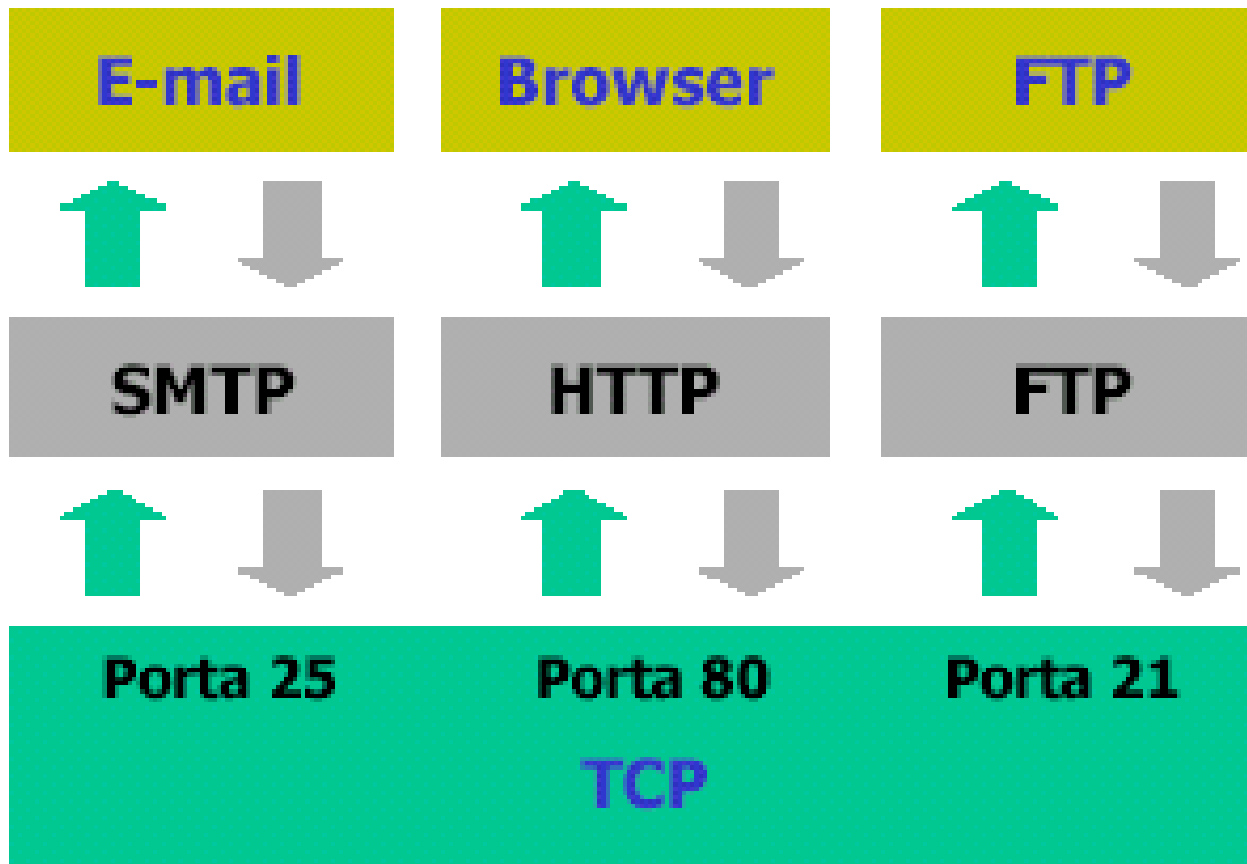 E-mail
Browser
FTP
SMTP
HTTP
FTP
Porta 25
Porta 80
Porta 21
TCP